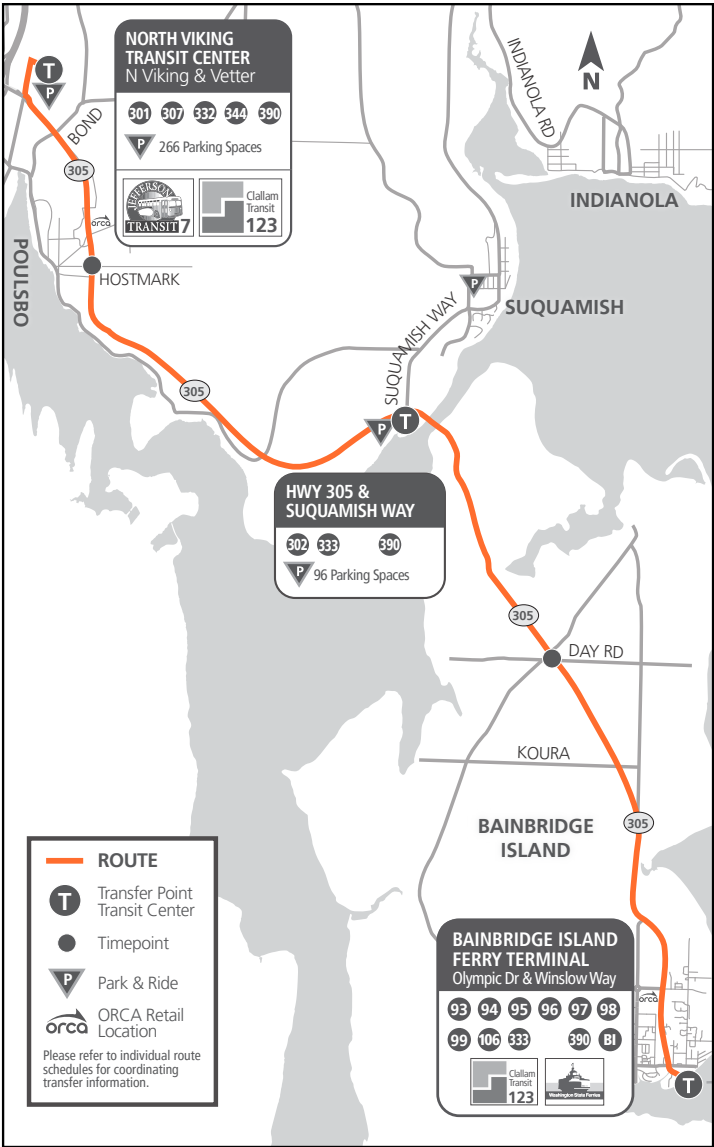 NORTH VIKING
TRANSIT CENTER
N Viking & Vetter
301 307 332 344 390
P 266 Parking Spaces
JEFFERSON
TRANSIT 7
Clallam
Transit
123
T
P
BOND
305
orca
HOSTMARK
POULSBO
305
INDIANOLA RD
N
INDIANOLA
P
SUQUAMISH
SUQUAMISH WAY
P
T
HWY 305 &
SUQUAMISH WAY
302 333 390
P 96 Parking Spaces
305
DAY RD
KOURA
305
BAINBRIDGE
ISLAND
BAINBRIDGE ISLAND
FERRY TERMINAL
Olympic Dr & Winslow Way
93 94 95 96 97 98
99 106 333 390 BI
Clallam
Transit
123
Washington State Ferries
orca
T
ROUTE
T Transfer Point
Transit Center
Timepoint
P Park & Ride
orca ORCA Retail
Location
Please refer to individual route
schedules for coordinating
transfer information.